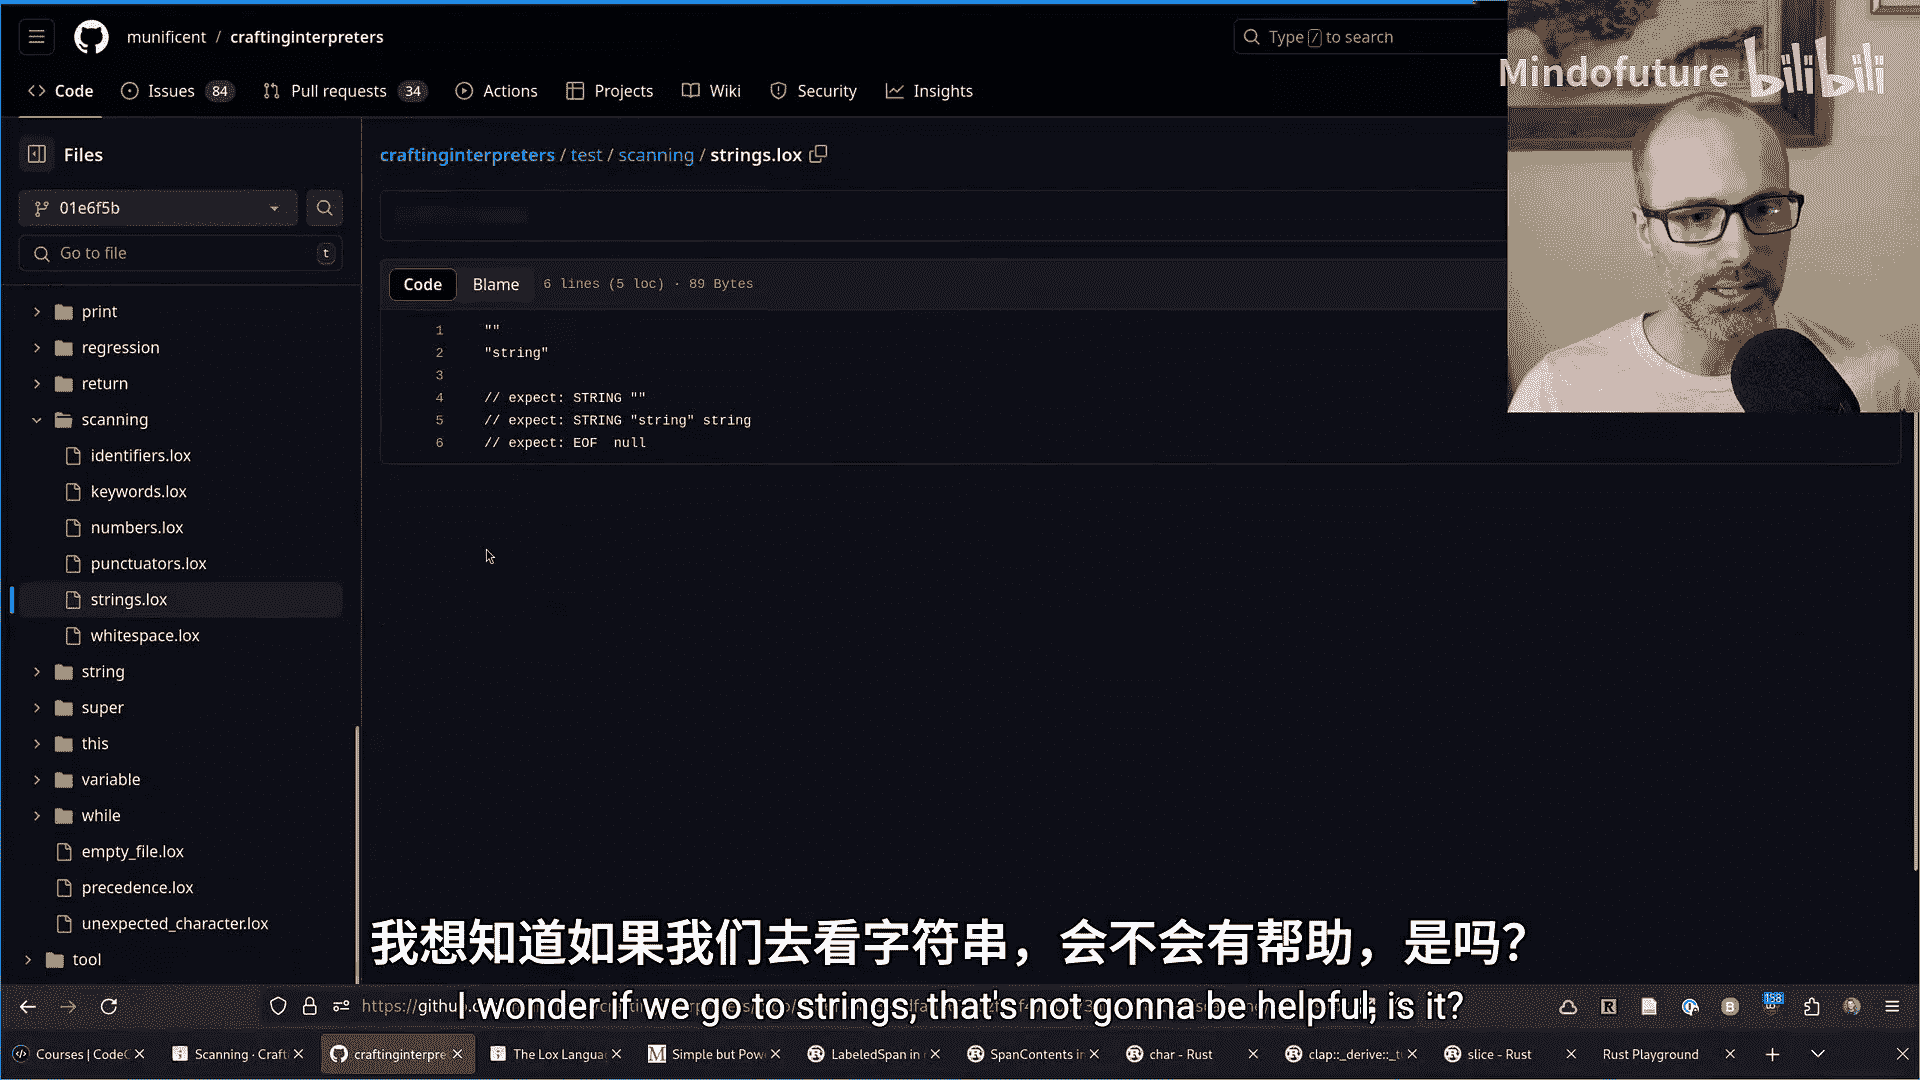 munificent / craftinginterpreters
Type / to search
Mindofuture bilibili
Code
Issues 84
Pull requests 34
Actions
Projects
Wiki
Security
Insights
Files
craftinginterpreters / test / scanning / strings.lox
01e6f5b
Go to file t
Code Blame 6 lines (5 loc) · 89 Bytes
1 ""
2 "string"
3
4 // expect: STRING ""
5 // expect: STRING "string" string
6 // expect: EOF  null
print
regression
return
scanning
identifiers.lox
keywords.lox
numbers.lox
punctuators.lox
strings.lox
whitespace.lox
string
super
this
variable
while
empty_file.lox
precedence.lox
unexpected_character.lox
tool
我想知道如果我们去看字符串，会不会有帮助，是吗？
https://github
I wonder if we go to strings, that's not gonna be helpful, is it?
Courses | Code
Scanning · Craft
craftinginterpre
The Lox Langua
Simple but Pow
LabeledSpan in
SpanContents in
char - Rust
clap::_derive::_t
slice - Rust
Rust Playground